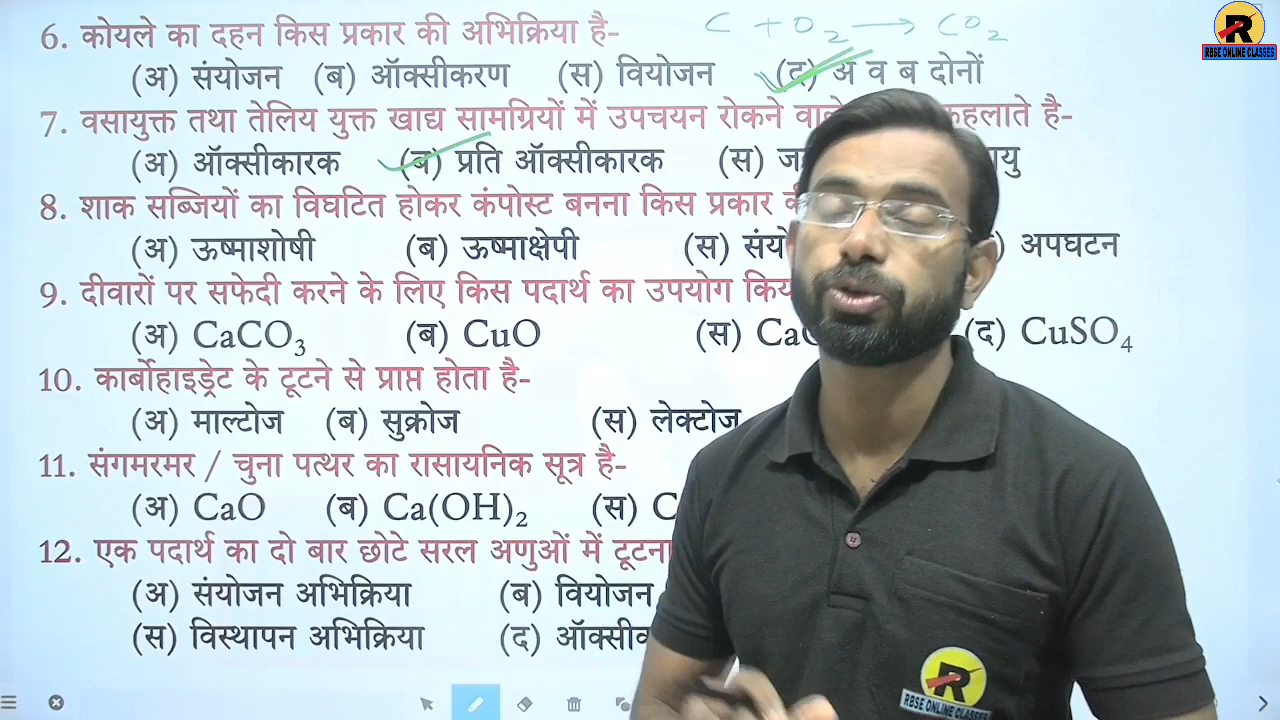 6. कोयले का दहन किस प्रकार की अभिक्रिया है-
C + O₂ → CO₂
(अ) संयोजन (ब) ऑक्सीकरण (स) वियोजन (द) अ व ब दोनों
7. वसायुक्त तथा तेलिय युक्त खाद्य सामग्रियों में उपचयन रोकने वाले कहलाते है-
(अ) ऑक्सीकारक (ब) प्रति ऑक्सीकारक (स)
8. शाक सब्जियों का विघटित होकर कंपोस्ट बनना किस प्रकार
(अ) ऊष्माशोषी (ब) ऊष्माक्षेपी (स) अपघटन
9. दीवारों पर सफेदी करने के लिए किस पदार्थ का उपयोग
(अ) CaCO₃ (ब) CuO (स) (द) CuSO₄
10. कार्बोहाइड्रेट के टूटने से प्राप्त होता है-
(अ) माल्टोज (ब) सुक्रोज (स) लेक्टोज
11. संगमरमर / चुना पत्थर का रासायनिक सूत्र है-
(अ) CaO (ब) Ca(OH)₂ (स)
12. एक पदार्थ का दो बार छोटे सरल अणुओं में टूटना
(अ) संयोजन अभिक्रिया (ब) वियोजन
(स) विस्थापन अभिक्रिया (द)
R
RBSE ONLINE CLASSES
R
RBSE ONLINE CLASSES